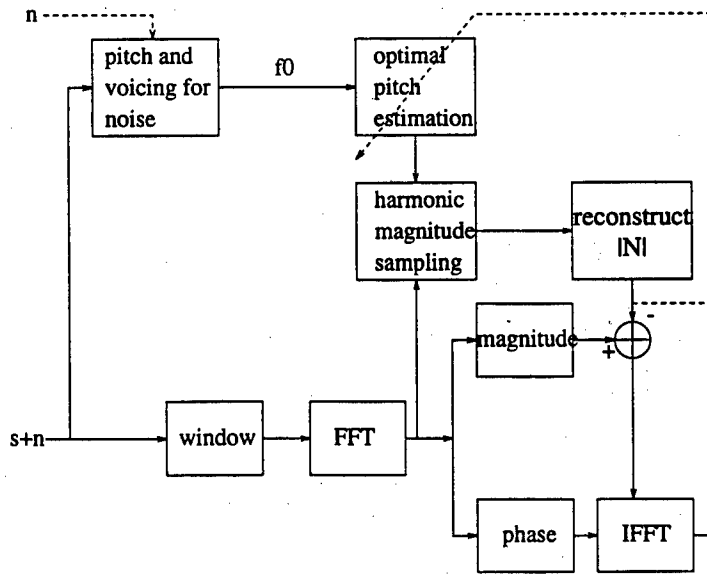 n
pitch and
voicing for
noise
f0
optimal
pitch
estimation
harmonic
magnitude
sampling
reconstruct
|N|
-
magnitude
+
s+n
window
FFT
phase
IFFT